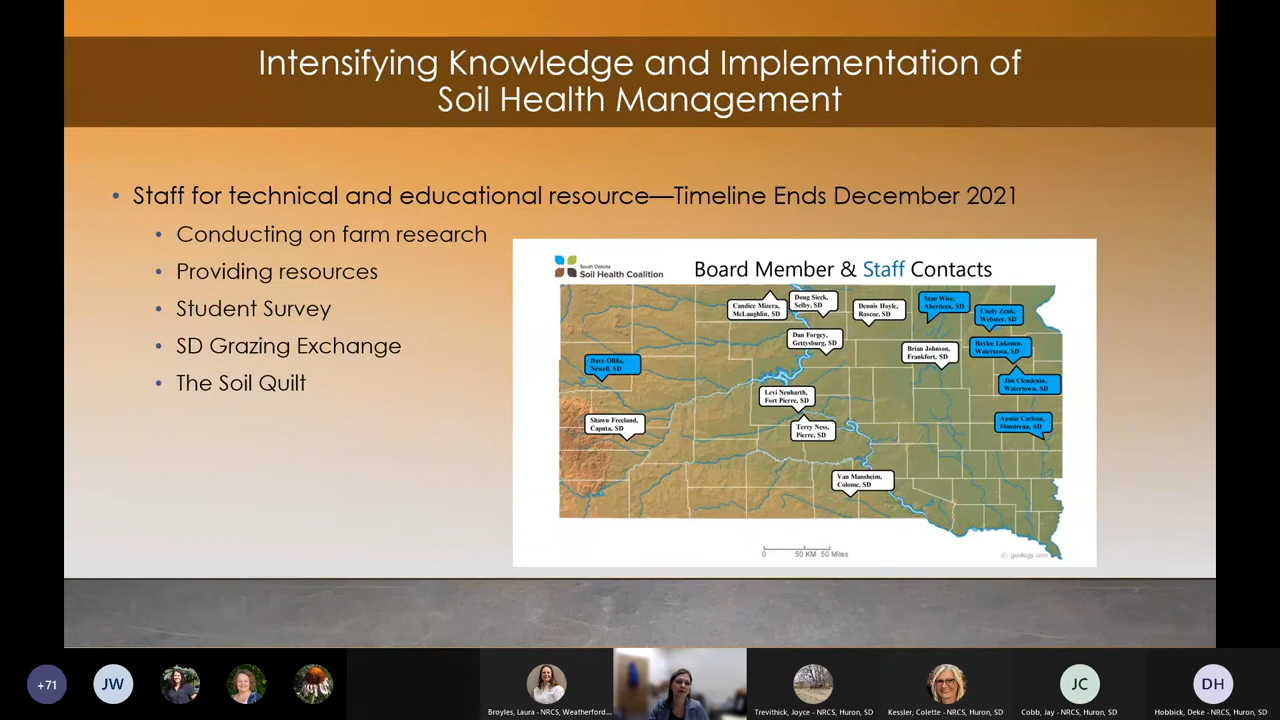 Intensifying Knowledge and Implementation of
Soil Health Management
• Staff for technical and educational resource—Timeline Ends December 2021
• Conducting on farm research
• Providing resources
• Student Survey
• SD Grazing Exchange
• The Soil Quilt
South Dakota
Soil Health Coalition
Board Member & Staff Contacts
Candice Mizera,
McLaughlin, SD
Doug Sieck,
Selby, SD
Dennis Hoyle,
Roscoe, SD
Stan Wise,
Aberdeen, SD
Cindy Zenk,
Webster, SD
Dan Forgey,
Gettysburg, SD
Brian Johnson,
Frankfort, SD
Baylee Lukonen,
Watertown, SD
Dave Ollila,
Newell, SD
Jim Clendenin,
Watertown, SD
Levi Neuharth,
Fort Pierre, SD
Shawn Freeland,
Caputa, SD
Terry Ness,
Pierre, SD
Austin Carlson,
Flandreau, SD
Van Mansheim,
Colome, SD
0 50 KM 50 Miles
© geology.com
+71
JW
JC
DH
Broyles, Laura - NRCS, Weatherford...
Trevithick, Joyce - NRCS, Huron, SD
Kessler, Colette - NRCS, Huron, SD
Cobb, Jay - NRCS, Huron, SD
Hobbick, Deke - NRCS, Huron, SD